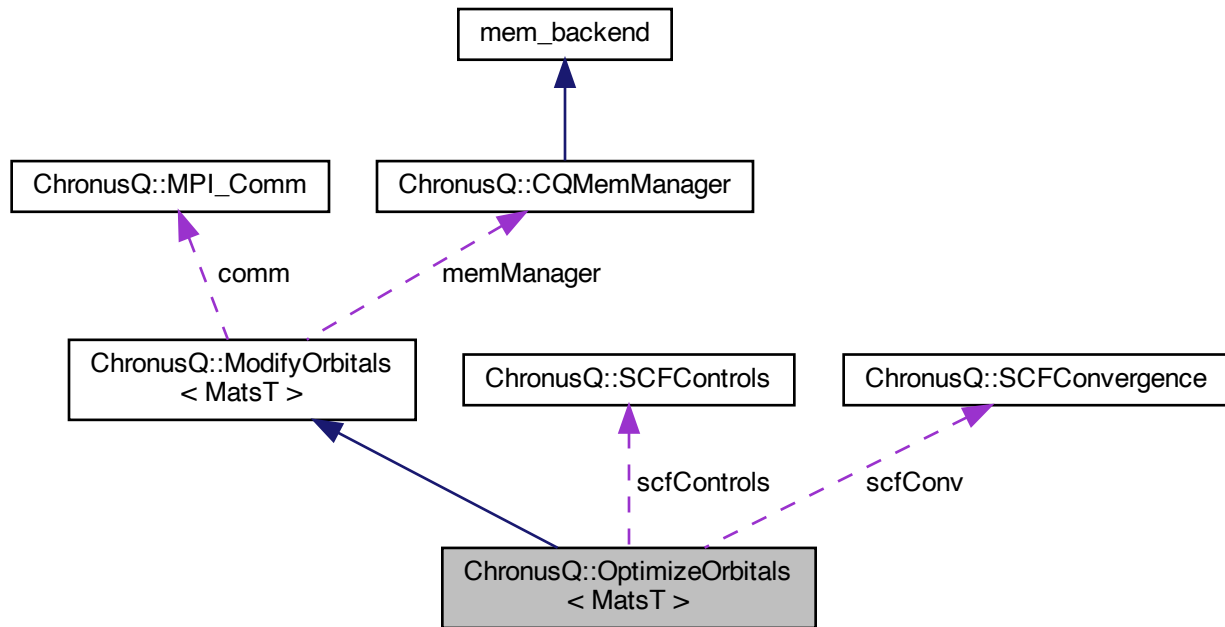 mem_backend
ChronusQ::MPI_Comm
ChronusQ::CQMemManager
comm
memManager
ChronusQ::ModifyOrbitals
< MatsT >
ChronusQ::SCFControls
ChronusQ::SCFConvergence
scfControls
scfConv
ChronusQ::OptimizeOrbitals
< MatsT >